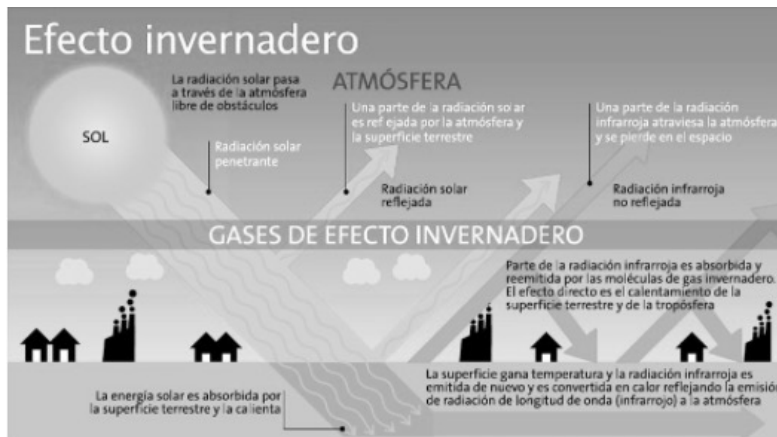 Efecto invernadero
La radiación solar pasa
a través de la atmósfera
libre de obstáculos
ATMÓSFERA
SOL
Radiación solar
penetrante
Una parte de la radiación solar
es ref ejada por la atmósfera y
la superficie terrestre
Radiación solar
reflejada
Una parte de la radiación
infrarroja atraviesa la atmósfera
y se pierde en el espacio
Radiación infrarroja
no reflejada
GASES DE EFECTO INVERNADERO
Parte de la radiación infrarroja es absorbida y
reemitida por las moléculas de gas invernadero.
El efecto directo es el calentamiento de la
superficie terrestre y de la tropósfera
La energía solar es absorbida por
la superficie terrestre y la calienta
La superficie gana temperatura y la radiación infrarroja es
emitida de nuevo y es convertida en calor reflejando la emisión
de radiación de longitud de onda (infrarrojo) a la atmósfera